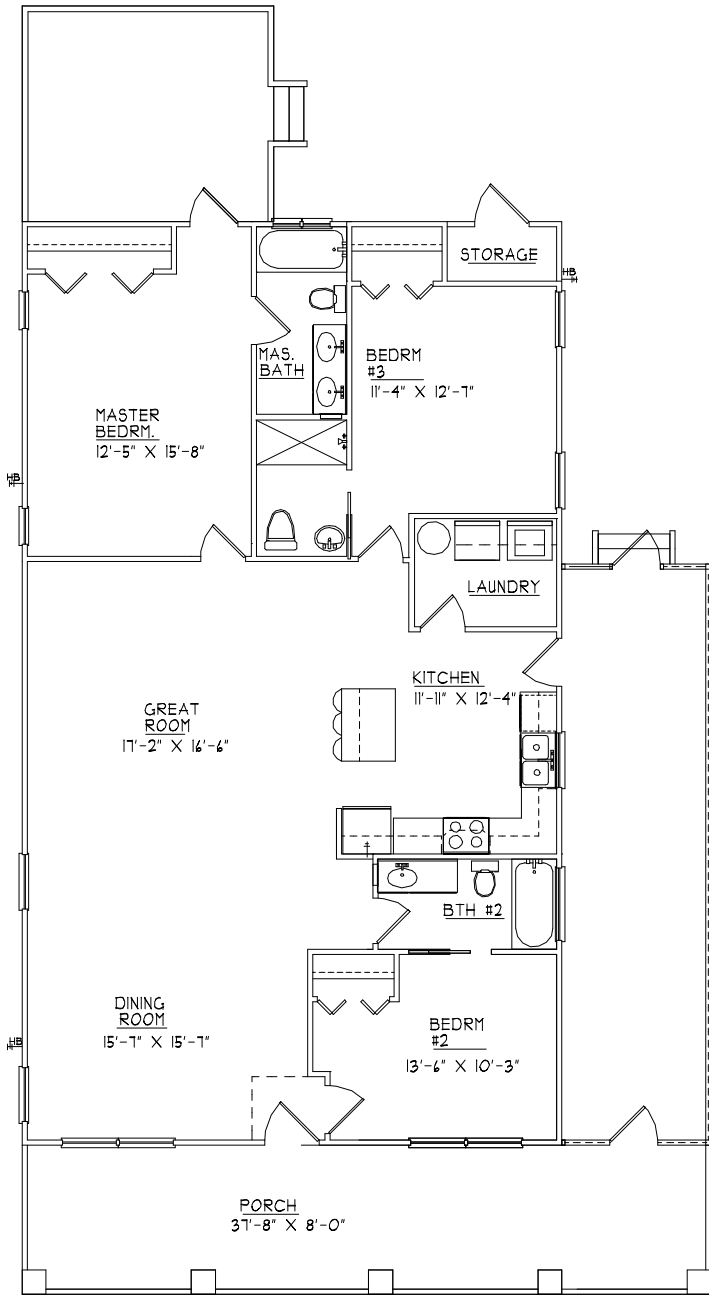 STORAGE
HB
MAS.
BATH
BEDRM
#3
11'-4" X 12'-7"
MASTER
BEDRM.
12'-5" X 15'-8"
HB
LAUNDRY
KITCHEN
11'-11" X 12'-4"
GREAT
ROOM
17'-2" X 16'-6"
BTH #2
DINING
ROOM
15'-7" X 15'-7"
BEDRM
#2
13'-6" X 10'-3"
HB
PORCH
37'-8" X 8'-0"